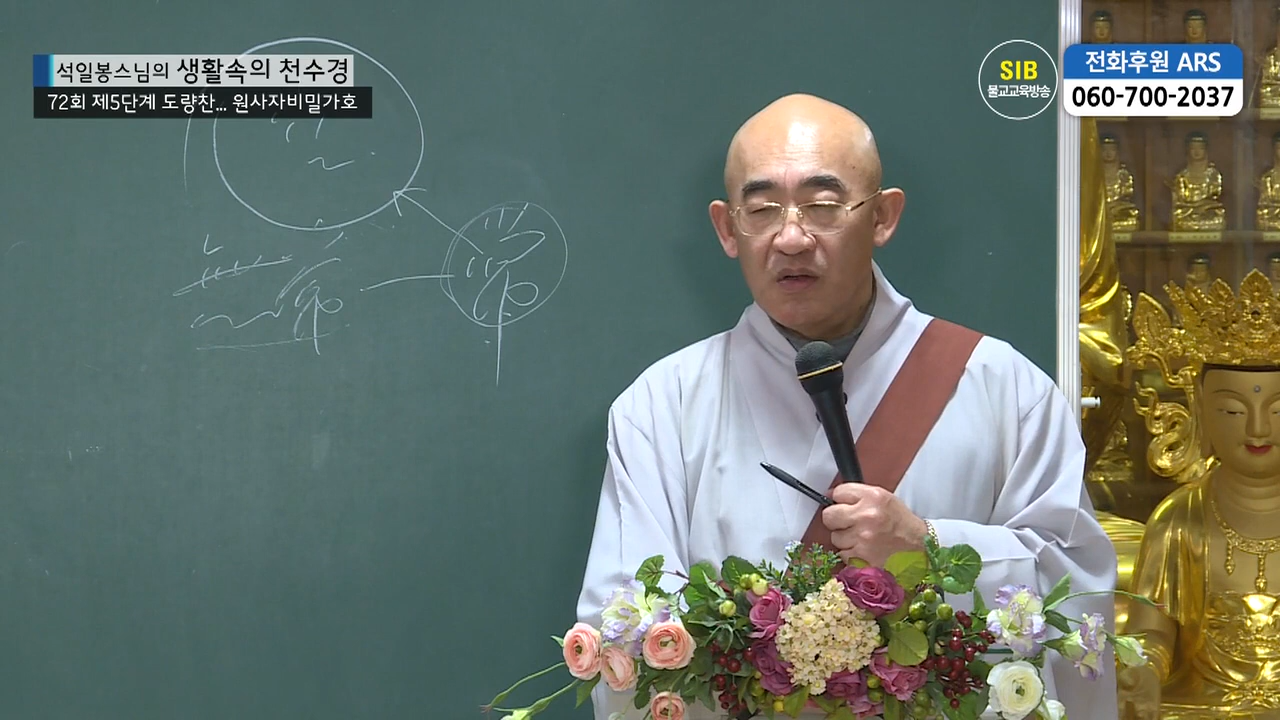 석일봉스님의 생활속의 천수경
72회 제5단계 도량찬... 원사자비밀가호
SIB
불교교육방송
전화후원 ARS
060-700-2037
無常 常